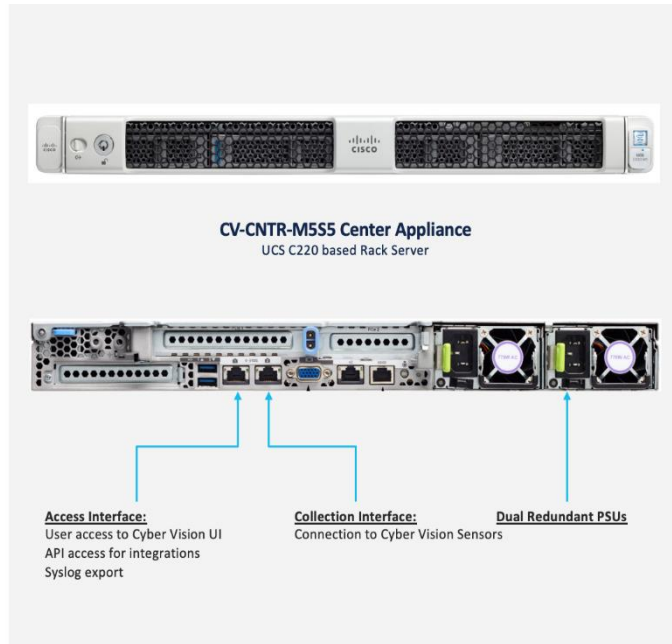 CISCO
CV-CNTR-M5S5 Center Appliance
UCS C220 based Rack Server
Access Interface:
User access to Cyber Vision UI
API access for integrations
Syslog export
Collection Interface:
Connection to Cyber Vision Sensors
Dual Redundant PSUs